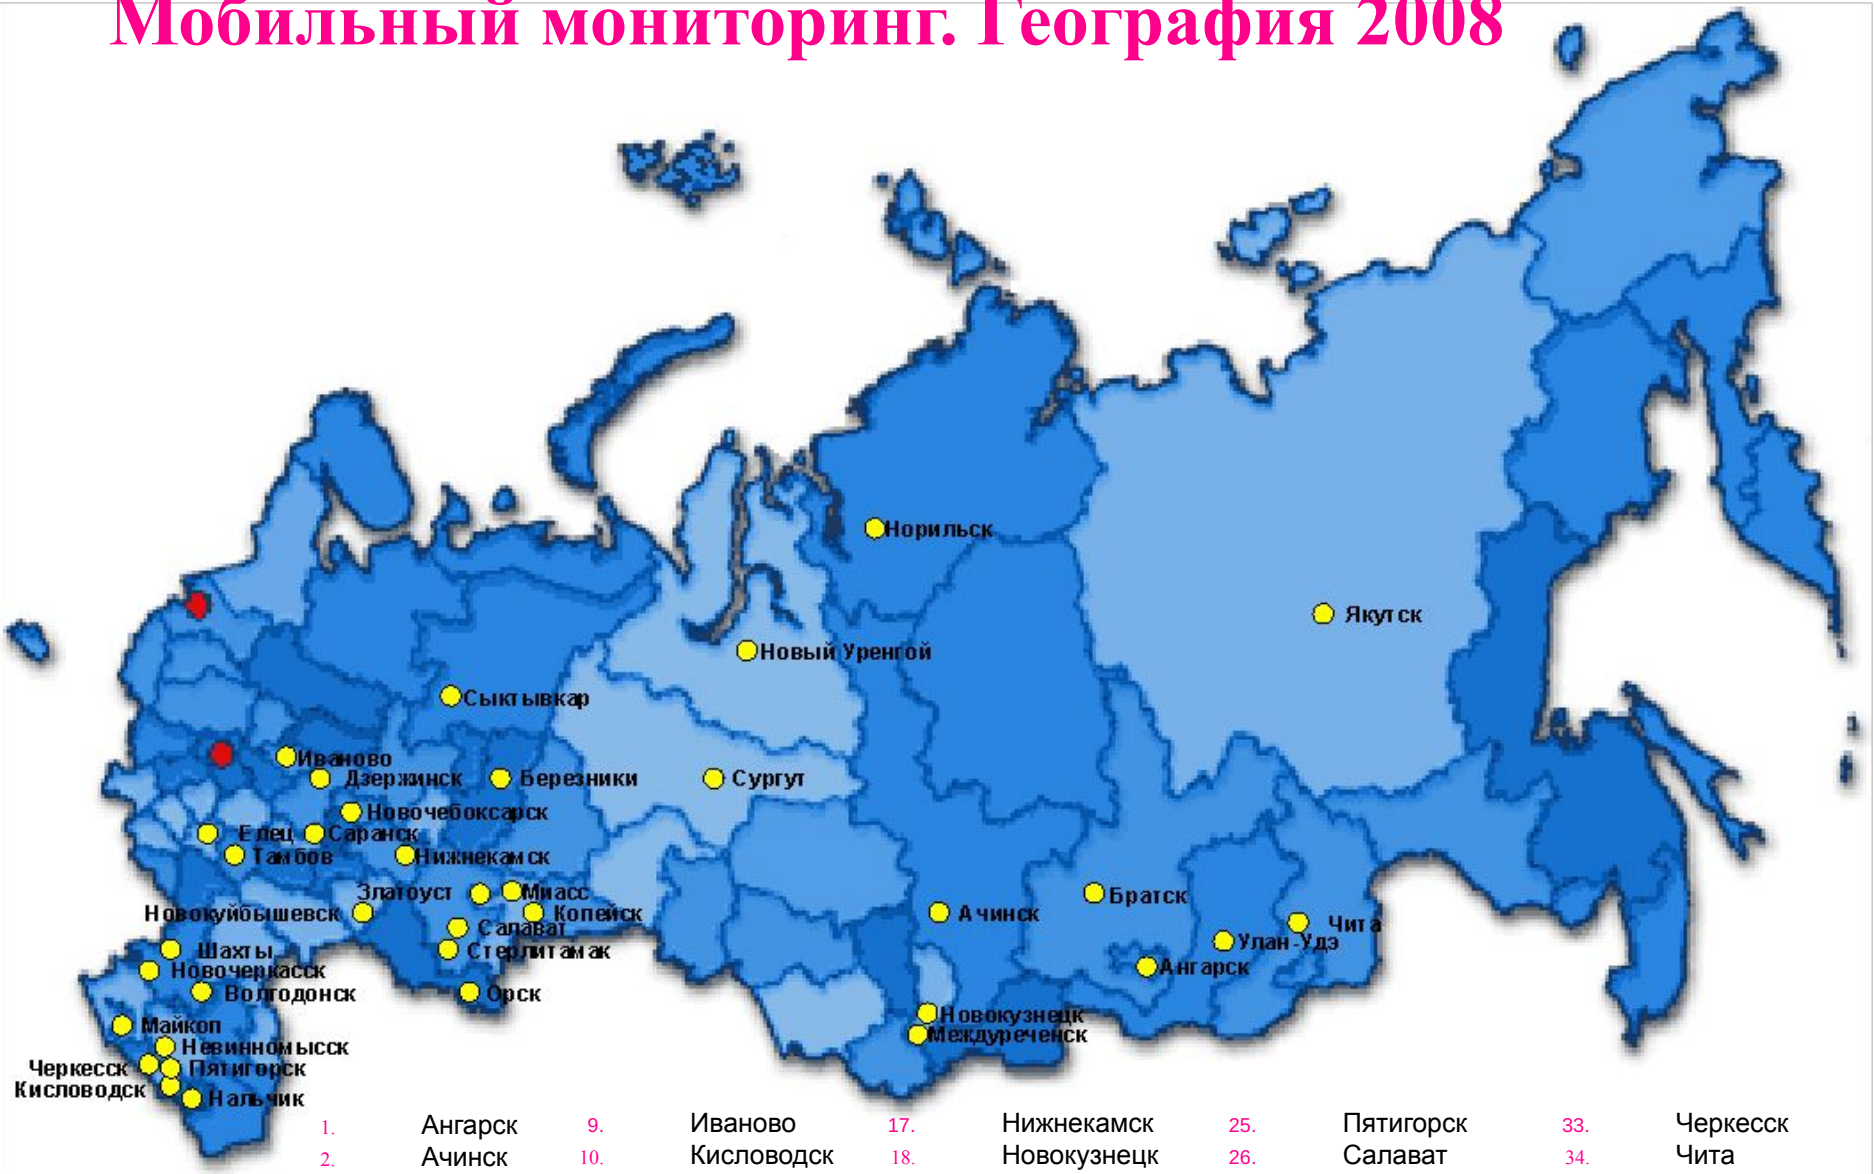 Мобильный мониторинг. География 2008
Норильск
Якутск
Новый Уренгой
Сыктывкар
Иваново
Дзержинск
Березники
Сургут
Новочебоксарск
Елец
Саранск
Тамбов
Нижнекамск
Златоуст
Миасс
Братск
Новокуйбышевск
Копейск
Ачинск
Чита
Салават
Улан-Удэ
Шахты
Стерлитамак
Новочеркасск
Ангарск
Волгодонск
Орск
Новокузнецк
Майкоп
Междуреченск
Невинномысск
Черкесск
Пятигорск
Кисловодск
Нальчик
1. Ангарск 9. Иваново 17. Нижнекамск 25. Пятигорск 33. Черкесск
2. Ачинск 10. Кисловодск 18. Новокузнецк 26. Салават 34. Чита